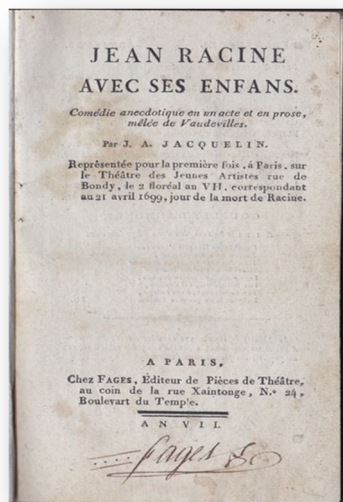 JEAN RACINE
AVEC SES ENFANS.
Comédie anecdotique en un acte et en prose,
mêlée de Vaudevilles.
Par J. A. JACQUELIN.
Représentée pour la première fois, à Paris, sur
le Théâtre des Jeunes Artistes rue de
Bondy, le 2 floréal an VII, correspondant
au 21 avril 1699, jour de la mort de Racine.
A PARIS,
Chez FAGES, Éditeur de Pièces de Théâtre,
au coin de la rue Xaintonge, N.° 24,
Boulevart du Temple.
AN VII.
Fages